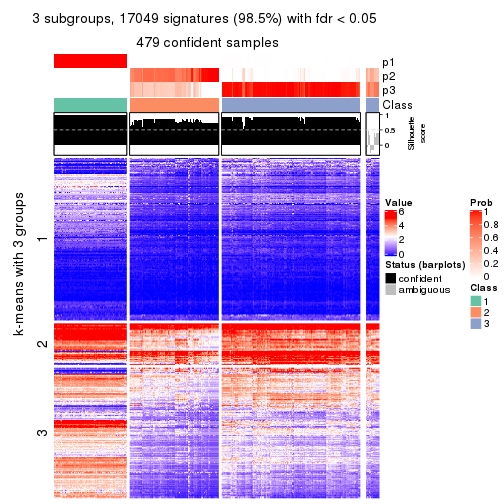 3 subgroups, 17049 signatures (98.5%) with fdr < 0.05
479 confident samples
p1
p2
p3
Class
1
0.5
0
Silhouette
score
k-means with 3 groups
1
2
3
Value
6
4
2
0
Status (barplots)
confident
ambiguous
Prob
1
0.8
0.6
0.4
0.2
0
Class
1
2
3